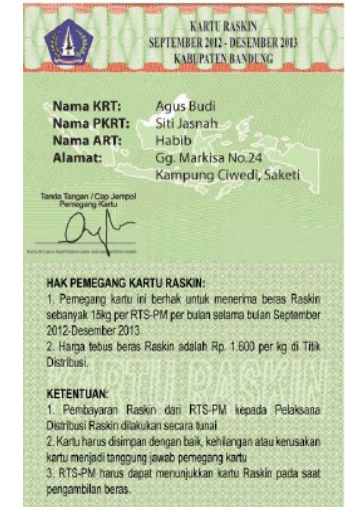 KARTU RASKIN
SEPTEMBER 2012 - DESEMBER 2013
KABUPATEN BANDUNG
Nama KRT: Agus Budi
Nama PKRT: Siti Jasnah
Nama ART: Habib
Alamat: Gg. Markisa No.24
Kampung Ciwedi, Saketi
Tanda Tangan / Cap Jempol
Pemegang Kartu
HAK PEMEGANG KARTU RASKIN:
1. Pemegang kartu ini berhak untuk menerima beras Raskin
sebanyak 15kg per RTS-PM per bulan selama bulan September
2012-Desember 2013
2. Harga tebus beras Raskin adalah Rp. 1.600 per kg di Titik
Distribusi.
KARTU RASKIN
KETENTUAN:
1. Pembayaran Raskin dari RTS-PM kepada Pelaksana
Distribusi Raskin dilakukan secara tunai
2. Kartu harus disimpan dengan baik, kehilangan atau kerusakan
kartu menjadi tanggung jawab pemegang kartu
3. RTS-PM harus dapat menunjukkan kartu Raskin pada saat
pengambilan beras.